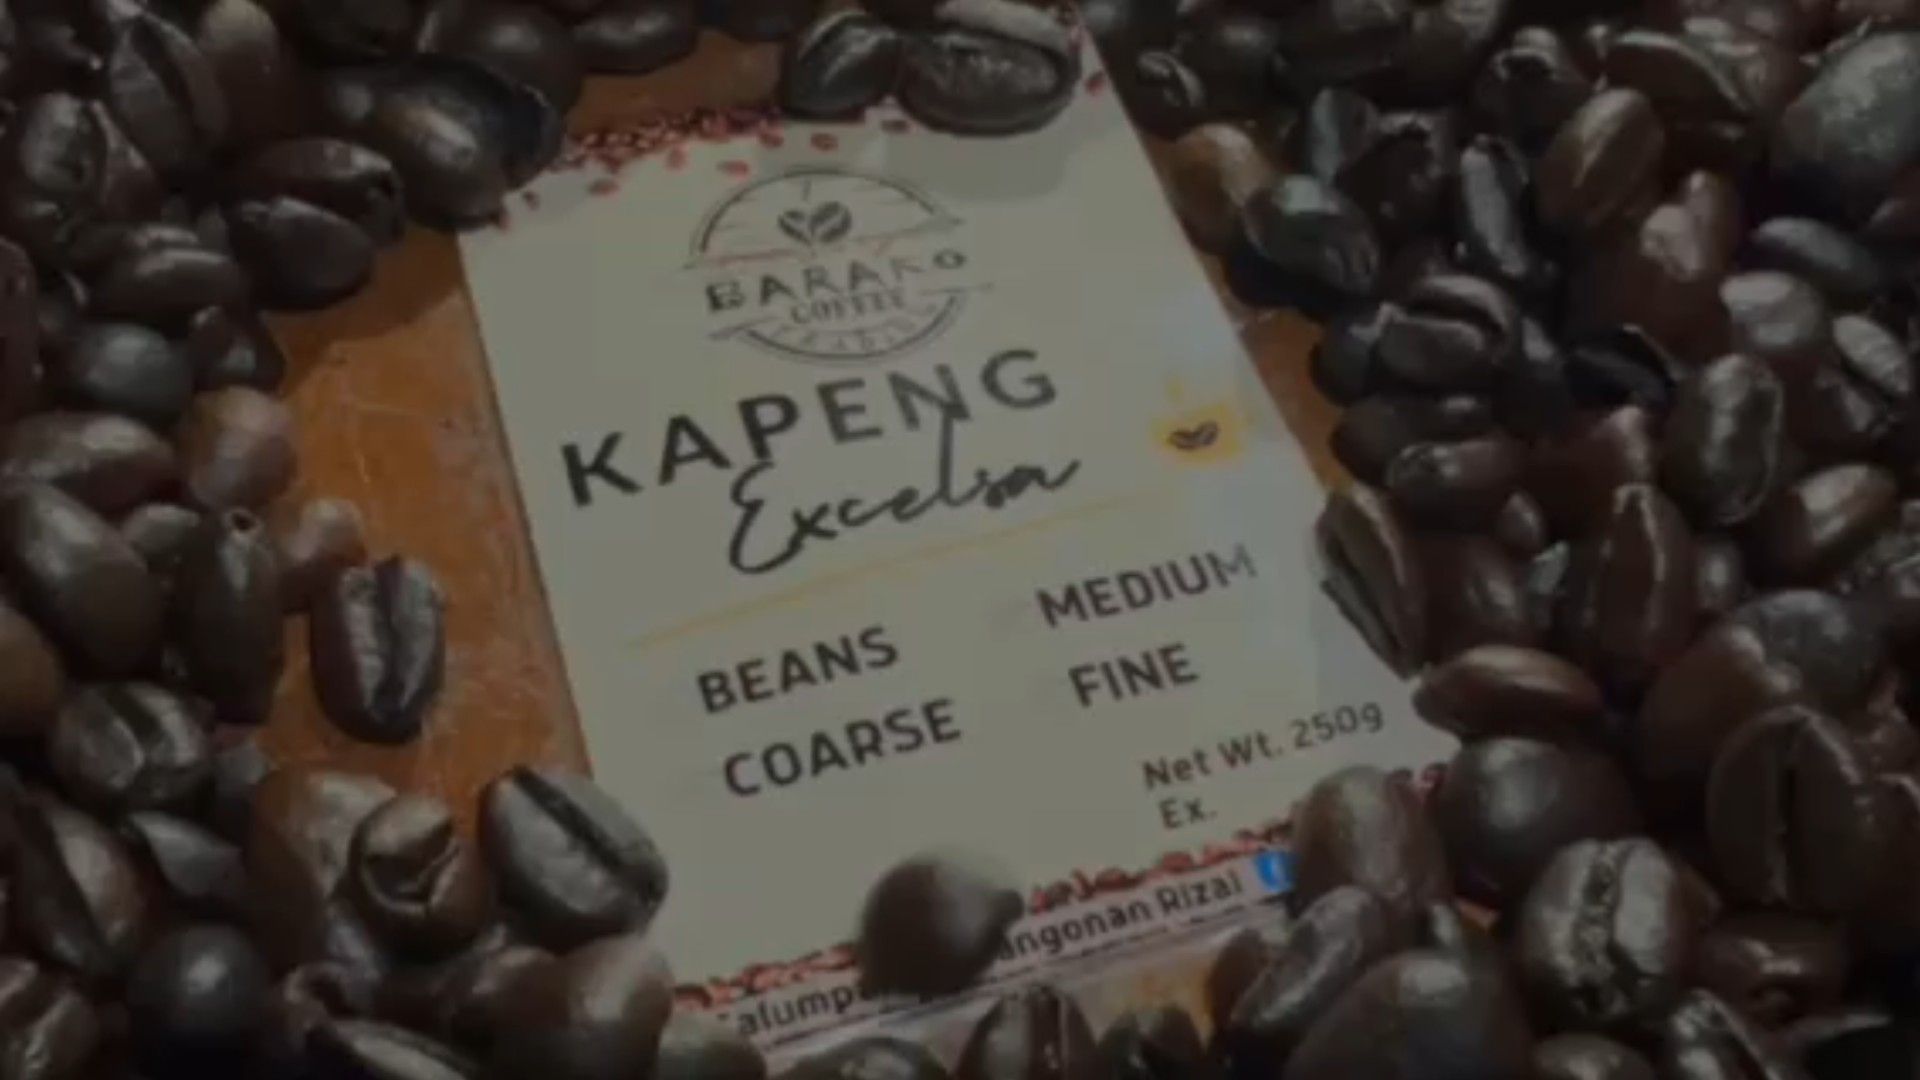 BARAKO
COFFEE
KAPENG
Excelsa
BEANS
MEDIUM
COARSE
FINE
Net Wt. 250g
Ex.
Rizal